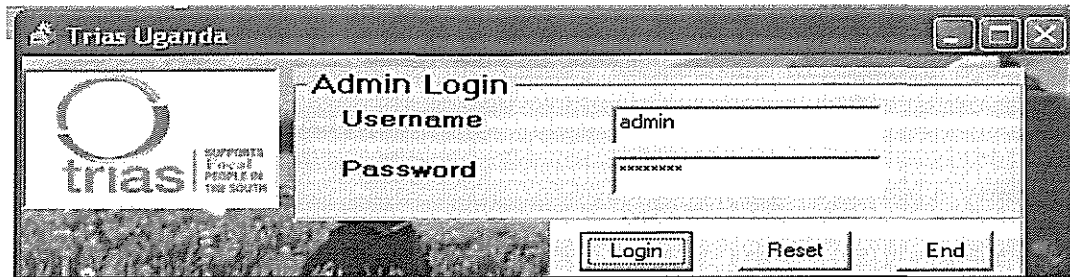 Trias Uganda
Admin Login
Username admin
Password ********
trias
SUPPORTS
Local
PEOPLE IN
THE SOUTH
Login Reset End